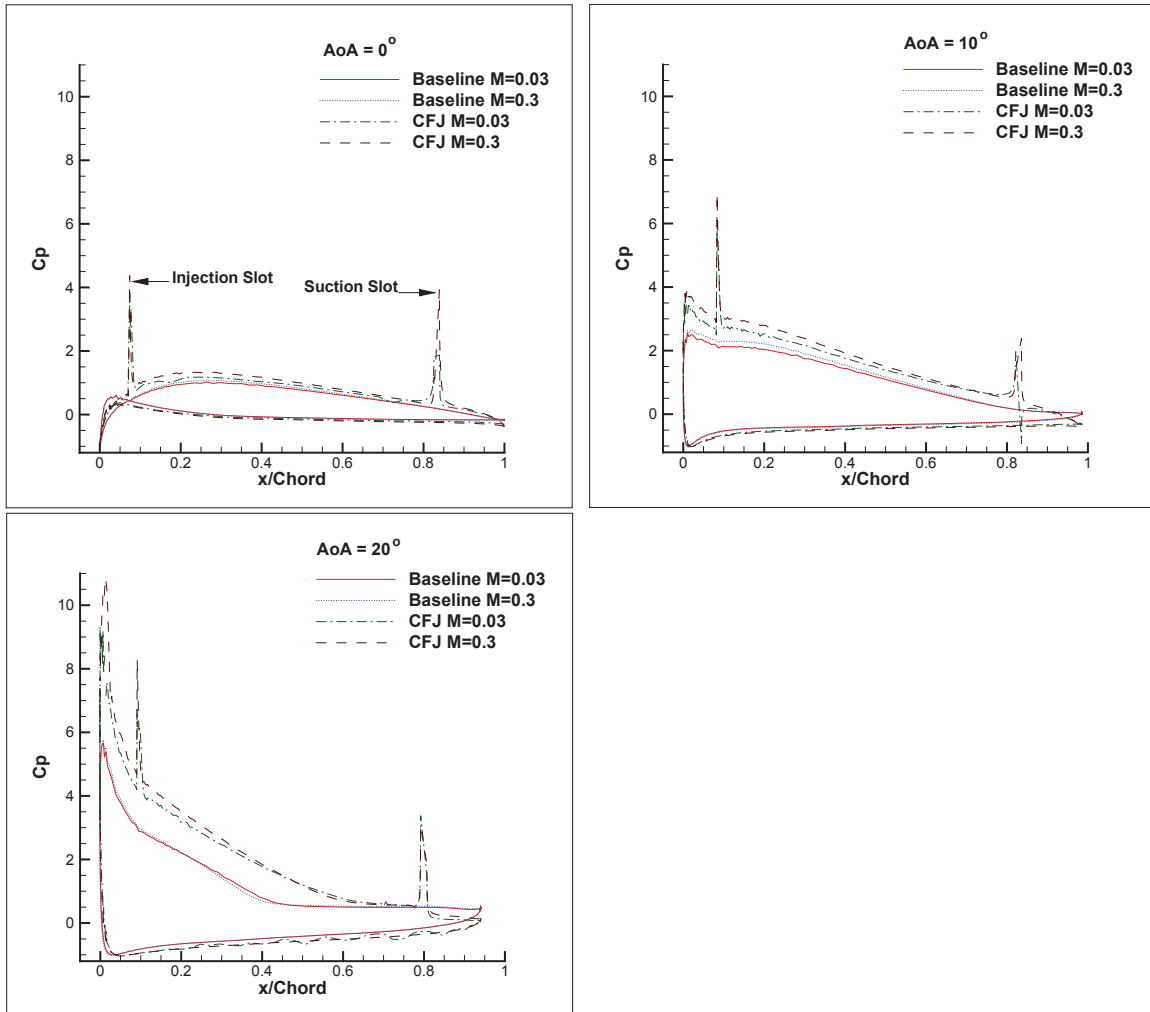 AoA = 0°
Baseline M=0.03
Baseline M=0.3
CFJ M=0.03
CFJ M=0.3
10
8
6
4
2
0
Cp
Injection Slot
Suction Slot
0
0.2
0.4
0.6
0.8
1
x/Chord
AoA = 10°
Baseline M=0.03
Baseline M=0.3
CFJ M=0.03
CFJ M=0.3
10
8
6
4
2
0
Cp
0
0.2
0.4
0.6
0.8
1
x/Chord
AoA = 20°
Baseline M=0.03
Baseline M=0.3
CFJ M=0.03
CFJ M=0.3
10
8
6
4
2
0
Cp
0
0.2
0.4
0.6
0.8
1
x/Chord